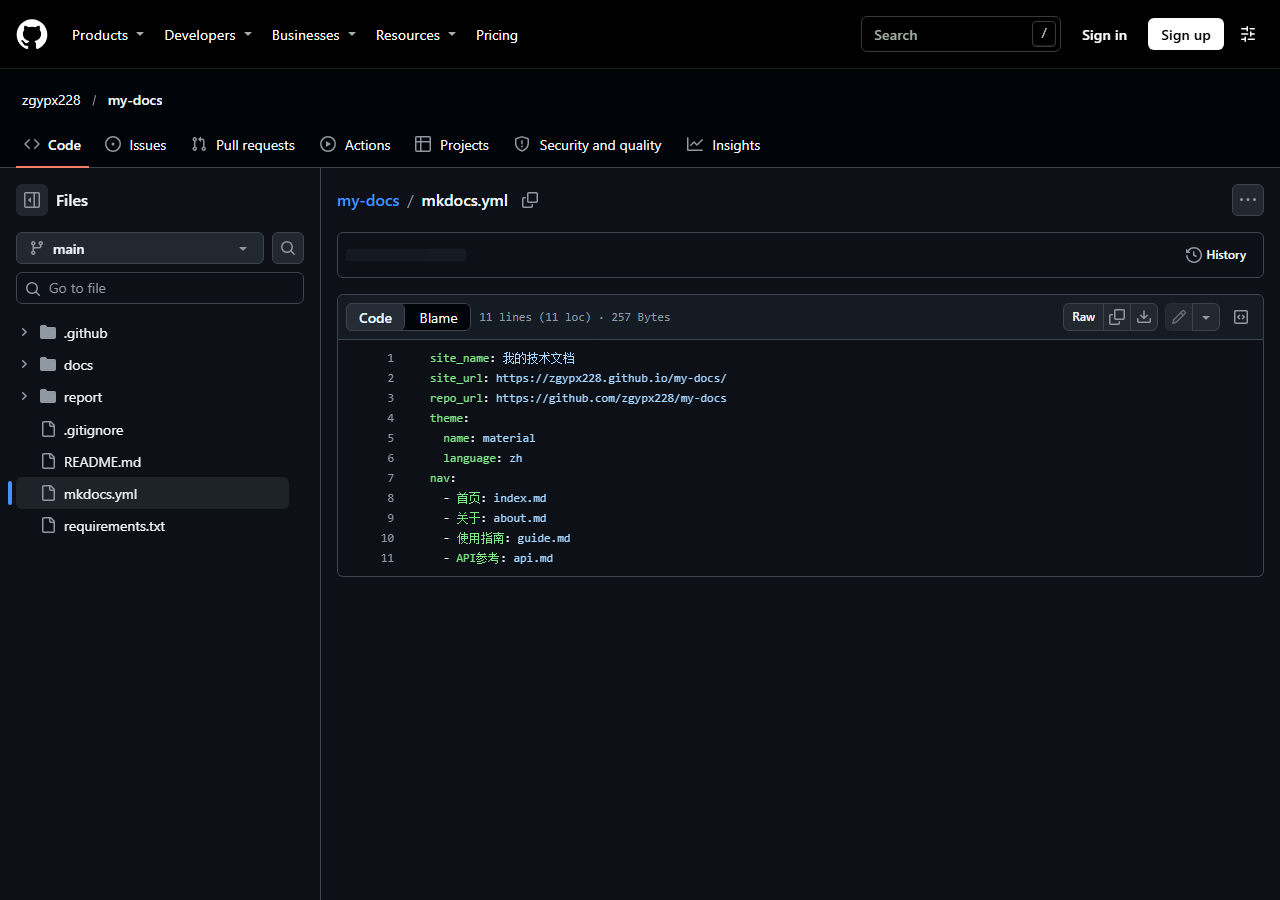 Products Developers Businesses Resources Pricing Search / Sign in Sign up
zgypx228 / my-docs
Code Issues Pull requests Actions Projects Security and quality Insights
Files
main
Go to file
.github
docs
report
.gitignore
README.md
mkdocs.yml
requirements.txt
my-docs / mkdocs.yml
History
Code Blame 11 lines (11 loc) · 257 Bytes Raw
1 site_name: 我的技术文档
2 site_url: https://zgypx228.github.io/my-docs/
3 repo_url: https://github.com/zgypx228/my-docs
4 theme:
5 name: material
6 language: zh
7 nav:
8 - 首页: index.md
9 - 关于: about.md
10 - 使用指南: guide.md
11 - API参考: api.md